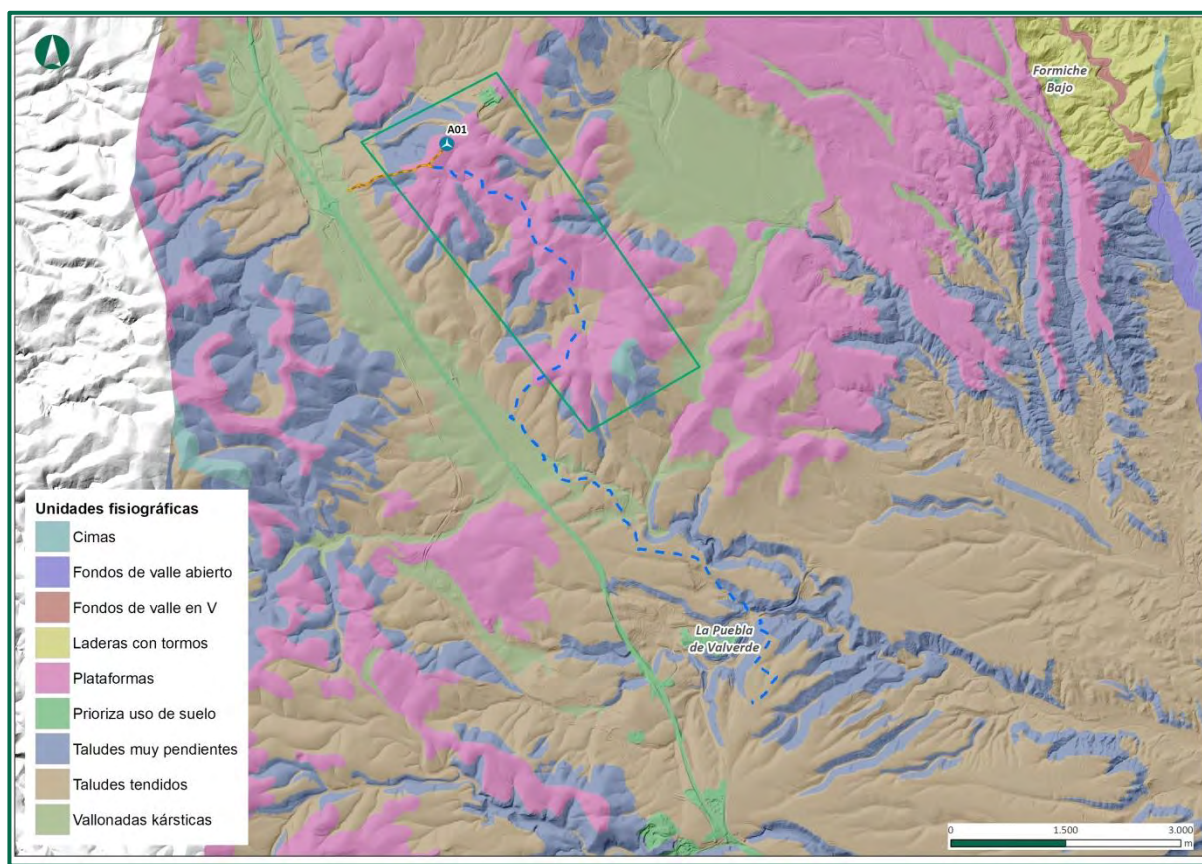 Formiche
Bajo
A01
La Puebla
de Valverde
Unidades fisiográficas
Cimas
Fondos de valle abierto
Fondos de valle en V
Laderas con tormos
Plataformas
Prioriza uso de suelo
Taludes muy pendientes
Taludes tendidos
Vallonadas kársticas
0 1.500 3.000
m